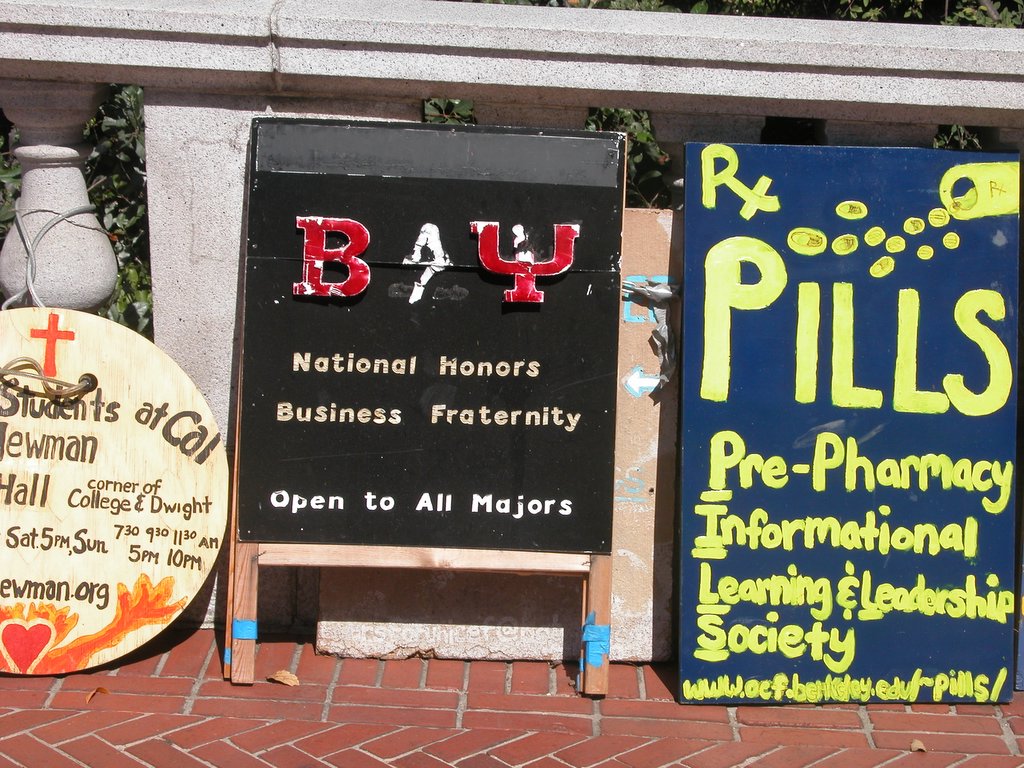 Students at Cal
Newman
Hall corner of
College & Dwight
Sat. 5PM, Sun 730 930 1130 AM
5PM 10PM
ewman.org
B A Ψ
National Honors
Business Fraternity
Open to All Majors
Rx
Rx
PILLS
Pre-Pharmacy
Informational
Learning & Leadership
Society
www.ocf.berkeley.edu/~pills/